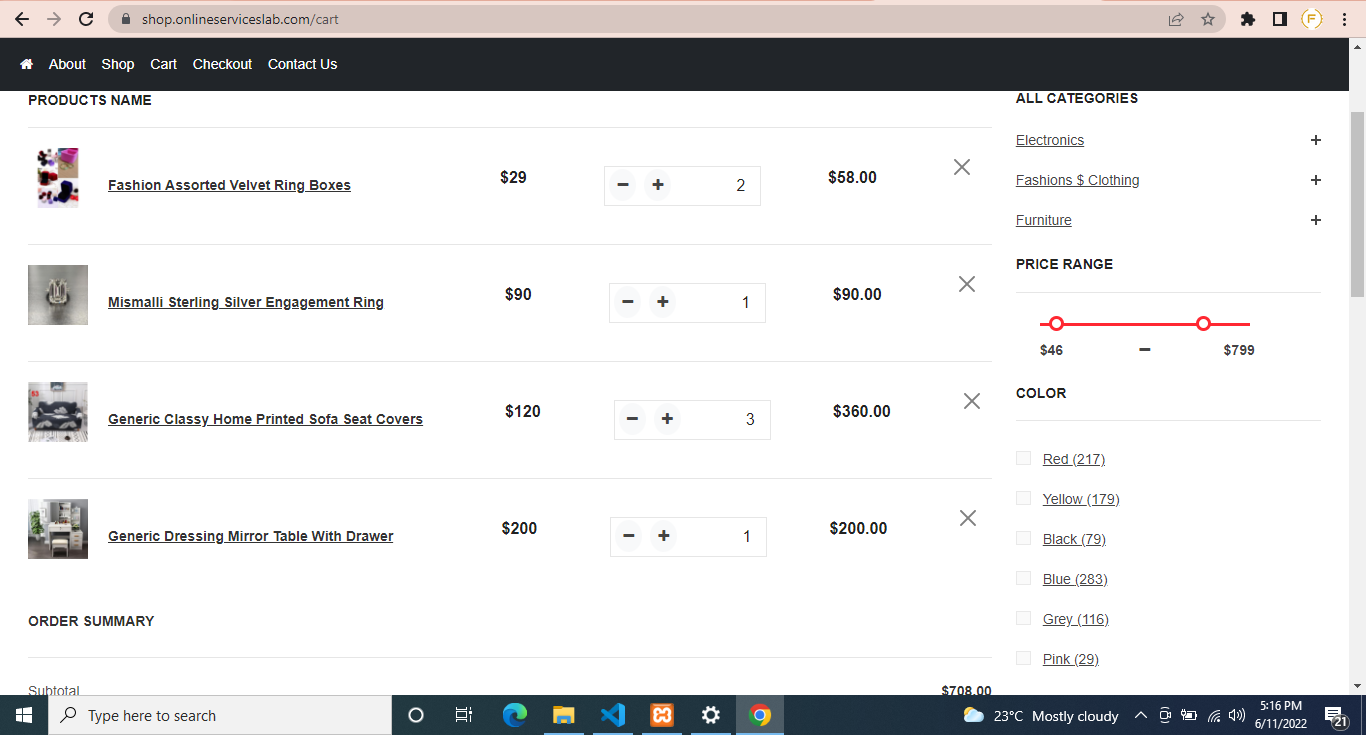 shop.onlineserviceslab.com/cart
F
About Shop Cart Checkout Contact Us
PRODUCTS NAME
Fashion Assorted Velvet Ring Boxes $29 2 $58.00
Mismalli Sterling Silver Engagement Ring $90 1 $90.00
Generic Classy Home Printed Sofa Seat Covers $120 3 $360.00
Generic Dressing Mirror Table With Drawer $200 1 $200.00
ORDER SUMMARY
Subtotal $708.00
ALL CATEGORIES
Electronics +
Fashions $ Clothing +
Furniture +
PRICE RANGE
$46 – $799
COLOR
Red (217)
Yellow (179)
Black (79)
Blue (283)
Grey (116)
Pink (29)
Type here to search
23°C Mostly cloudy
5:16 PM
6/11/2022
21